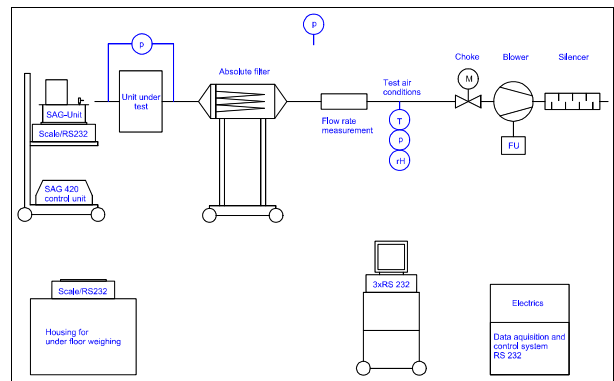 p
p
Absolute filter
Test air
conditions
Choke
Blower
Silencer
M
Unit under
test
SAG-Unit
Scale/RS232
Flow rate
measurement
T
p
rH
FU
SAG 420
control unit
Scale/RS232
3xRS 232
Housing for
under floor weighing
Electrics
Data aquisition and
control system
RS 232